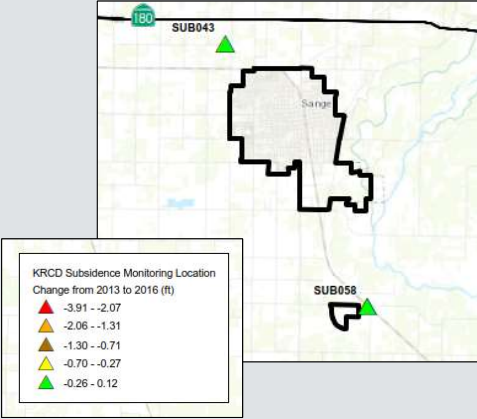 180
SUB043
Sange
SUB058
KRCD Subsidence Monitoring Location
Change from 2013 to 2016 (ft)
-3.91 - -2.07
-2.06 - -1.31
-1.30 - -0.71
-0.70 - -0.27
-0.26 - 0.12